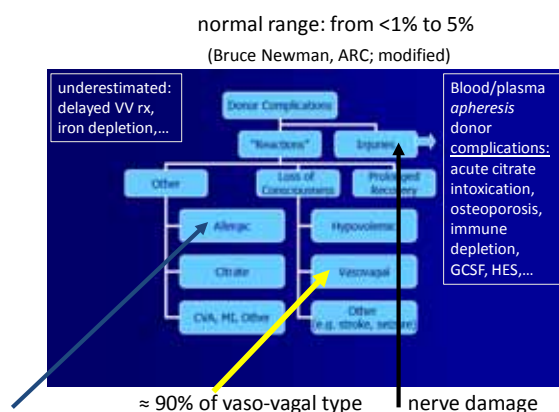 normal range: from <1% to 5%
(Bruce Newman, ARC; modified)
underestimated:
delayed VV rx,
iron depletion,…
Blood/plasma
apheresis
donor
complications:
acute citrate
intoxication,
osteoporosis,
immune
depletion,
GCSF, HES,…
Donor Complications
"Reactions"
Injuries
Other
Loss of
Consciousness
Prolonged
Recovery
Allergic
Hypovolemic
Citrate
Vasovagal
CVA, MI, Other
Other
(e.g. stroke, seizure)
≈ 90% of vaso-vagal type
nerve damage